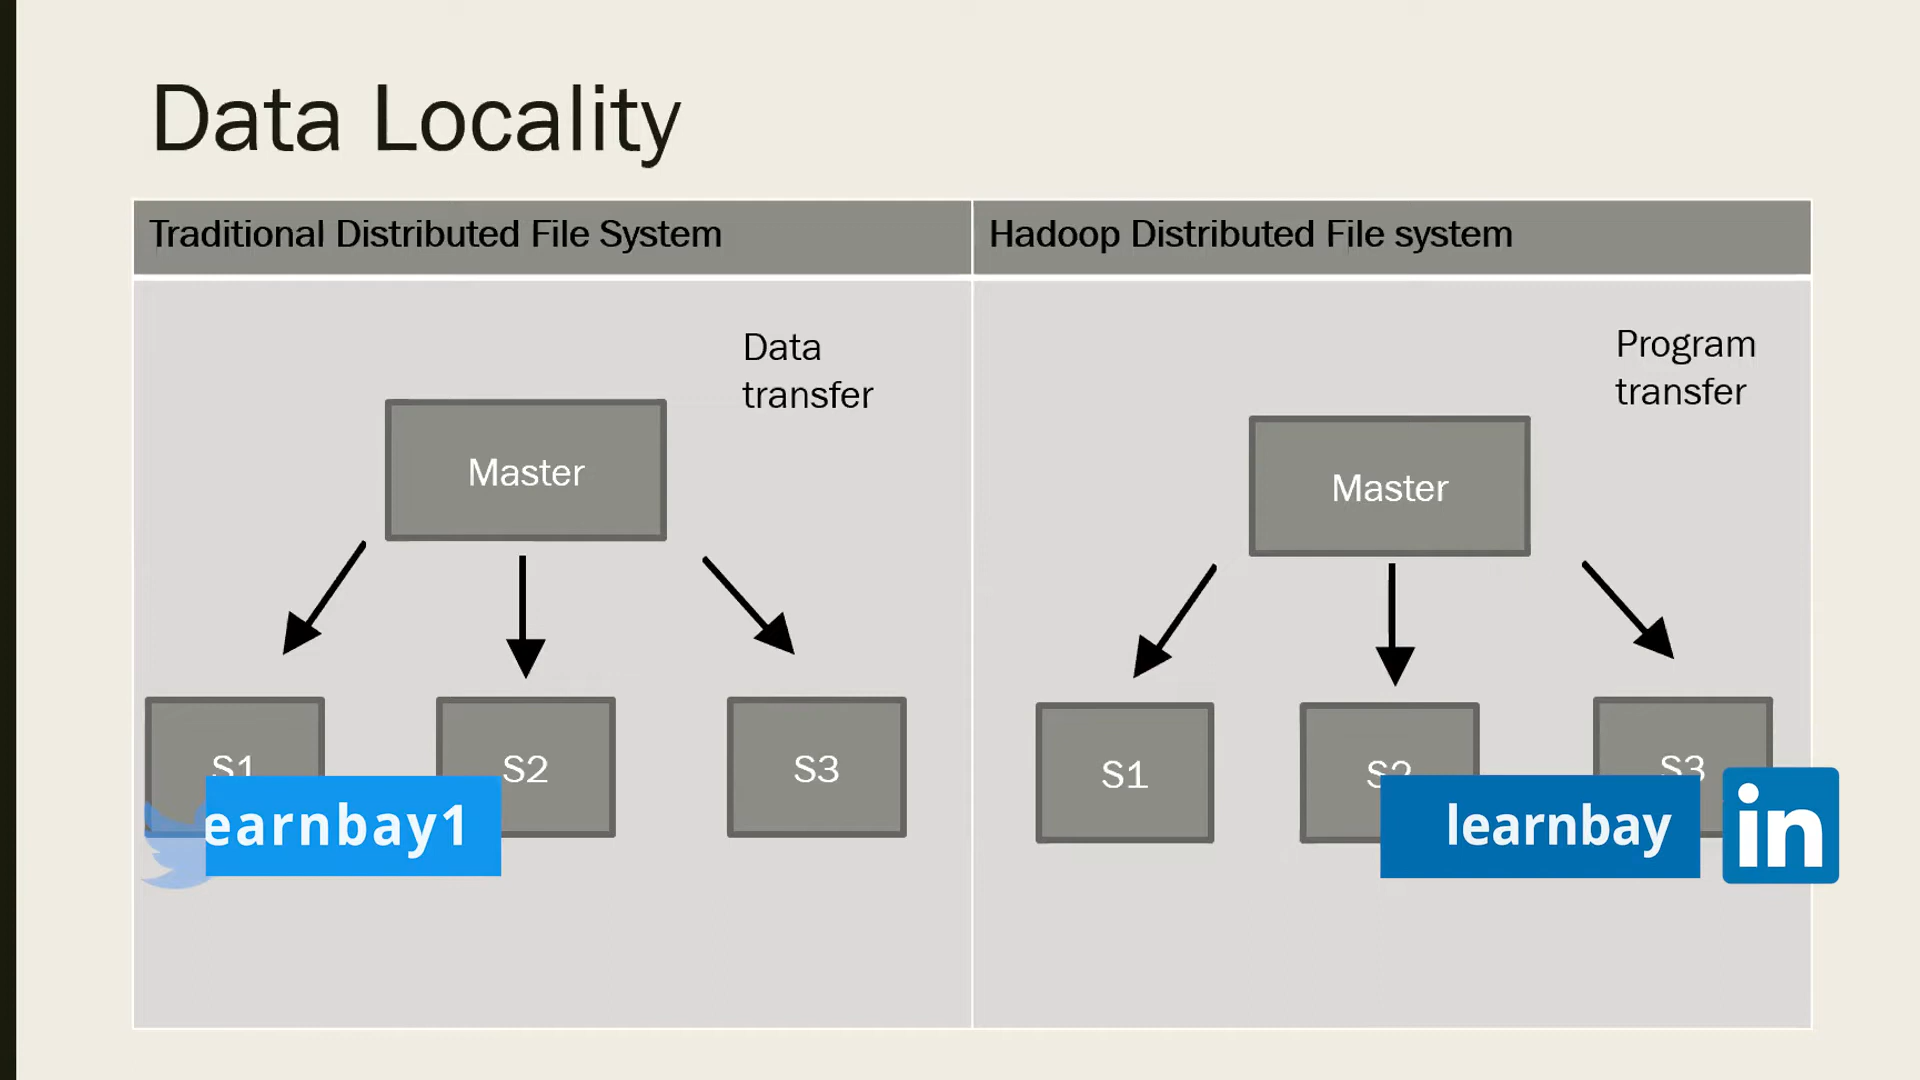 Data Locality
Traditional Distributed File System
Hadoop Distributed File system
Data
transfer
Program
transfer
Master
Master
S1
S2
S3
S1
S2
S3
earnbay1
learnbay
in